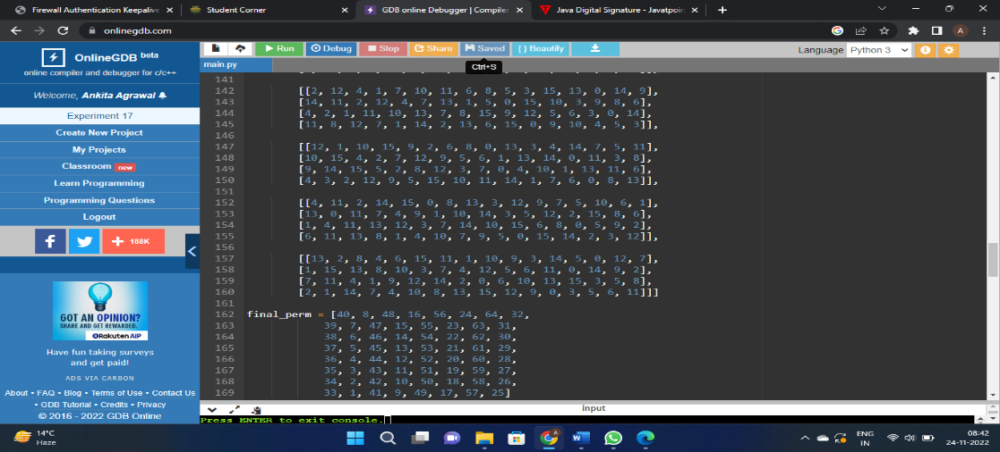 Firewall Authentication Keepalive
Student Corner
GDB online Debugger | Compiler
Java Digital Signature - Javatpoint
onlinegdb.com
A
OnlineGDB beta
online compiler and debugger for c/c++
Welcome, Ankita Agrawal
Experiment 17
Create New Project
My Projects
Classroom new
Learn Programming
Programming Questions
Logout
188K
GOT AN OPINION?
SHARE AND GET REWARDED.
Rakuten AIP
Have fun taking surveys
and get paid!
ADS VIA CARBON
About • FAQ • Blog • Terms of Use • Contact Us
• GDB Tutorial • Credits • Privacy
© 2016 - 2022 GDB Online
Run Debug Stop Share Saved {} Beautify
Language Python 3
main.py
Ctrl+S
141
142 [[2, 12, 4, 1, 7, 10, 11, 6, 8, 5, 3, 15, 13, 0, 14, 9],
143 [14, 11, 2, 12, 4, 7, 13, 1, 5, 0, 15, 10, 3, 9, 8, 6],
144 [4, 2, 1, 11, 10, 13, 7, 8, 15, 9, 12, 5, 6, 3, 0, 14],
145 [11, 8, 12, 7, 1, 14, 2, 13, 6, 15, 0, 9, 10, 4, 5, 3]],
146
147 [[12, 1, 10, 15, 9, 2, 6, 8, 0, 13, 3, 4, 14, 7, 5, 11],
148 [10, 15, 4, 2, 7, 12, 9, 5, 6, 1, 13, 14, 0, 11, 3, 8],
149 [9, 14, 15, 5, 2, 8, 12, 3, 7, 0, 4, 10, 1, 13, 11, 6],
150 [4, 3, 2, 12, 9, 5, 15, 10, 11, 14, 1, 7, 6, 0, 8, 13]],
151
152 [[4, 11, 2, 14, 15, 0, 8, 13, 3, 12, 9, 7, 5, 10, 6, 1],
153 [13, 0, 11, 7, 4, 9, 1, 10, 14, 3, 5, 12, 2, 15, 8, 6],
154 [1, 4, 11, 13, 12, 3, 7, 14, 10, 15, 6, 8, 0, 5, 9, 2],
155 [6, 11, 13, 8, 1, 4, 10, 7, 9, 5, 0, 15, 14, 2, 3, 12]],
156
157 [[13, 2, 8, 4, 6, 15, 11, 1, 10, 9, 3, 14, 5, 0, 12, 7],
158 [1, 15, 13, 8, 10, 3, 7, 4, 12, 5, 6, 11, 0, 14, 9, 2],
159 [7, 11, 4, 1, 9, 12, 14, 2, 0, 6, 10, 13, 15, 3, 5, 8],
160 [2, 1, 14, 7, 4, 10, 8, 13, 15, 12, 9, 0, 3, 5, 6, 11]]]
161
162 final_perm = [40, 8, 48, 16, 56, 24, 64, 32,
163 39, 7, 47, 15, 55, 23, 63, 31,
164 38, 6, 46, 14, 54, 22, 62, 30,
165 37, 5, 45, 13, 53, 21, 61, 29,
166 36, 4, 44, 12, 52, 20, 60, 28,
167 35, 3, 43, 11, 51, 19, 59, 27,
168 34, 2, 42, 10, 50, 18, 58, 26,
169 33, 1, 41, 9, 49, 17, 57, 25]
input
Press ENTER to exit console.
14°C
Haze
ENG
IN
08:42
24-11-2022